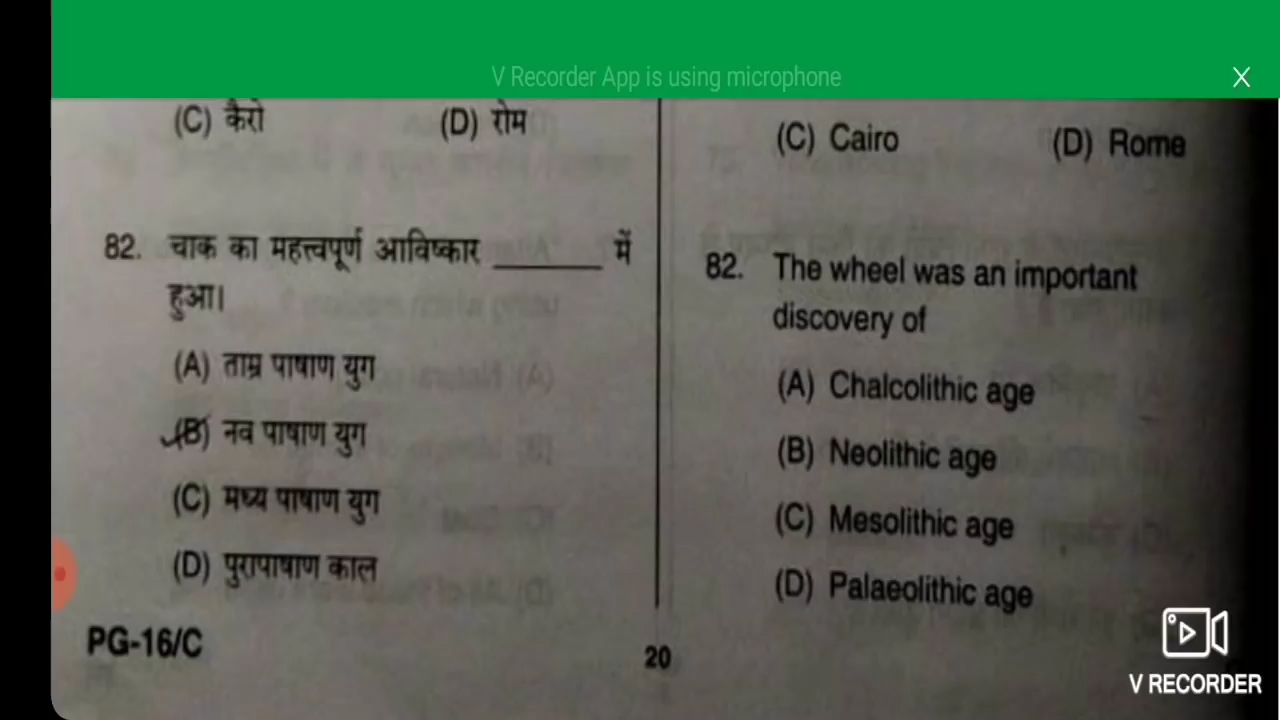 V Recorder App is using microphone X
(C) कैरो (D) रोम
82. चाक का महत्त्वपूर्ण आविष्कार ______ में
हुआ।
(A) ताम्र पाषाण युग
(B) नव पाषाण युग
(C) मध्य पाषाण युग
(D) पुरापाषाण काल
PG-16/C
(C) Cairo (D) Rome
82. The wheel was an important
discovery of
(A) Chalcolithic age
(B) Neolithic age
(C) Mesolithic age
(D) Palaeolithic age
20
V RECORDER